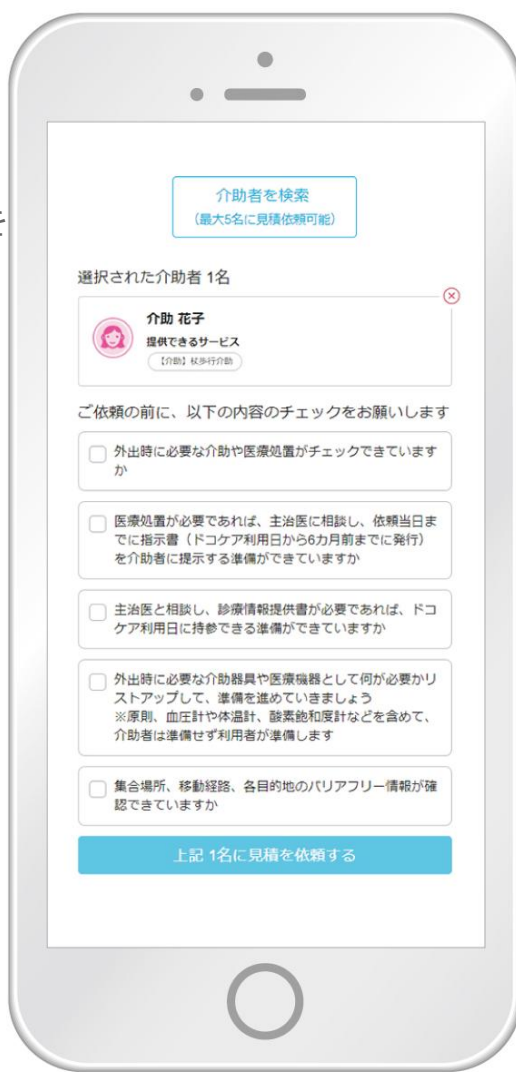 介助者を検索
(最大5名に見積依頼可能)
を
選択された介助者 1名
介助 花子
提供できるサービス
【介助】杖歩行介助
ご依頼の前に、以下の内容のチェックをお願いします
外出時に必要な介助や医療処置がチェックできています
か
医療処置が必要であれば、主治医に相談し、依頼当日ま
でに指示書（ドコケア利用日から6カ月前までに発行）
を介助者に提示する準備ができていますか
主治医と相談し、診療情報提供書が必要であれば、ドコ
ケア利用日に持参できる準備ができていますか
外出時に必要な介助器具や医療機器として何が必要かリ
ストアップして、準備を進めていきましょう
※原則、血圧計や体温計、酸素飽和度計などを含めて、
介助者は準備せず利用者が準備します
集合場所、移動経路、各目的地のバリアフリー情報が確
認できていますか
上記 1名に見積を依頼する